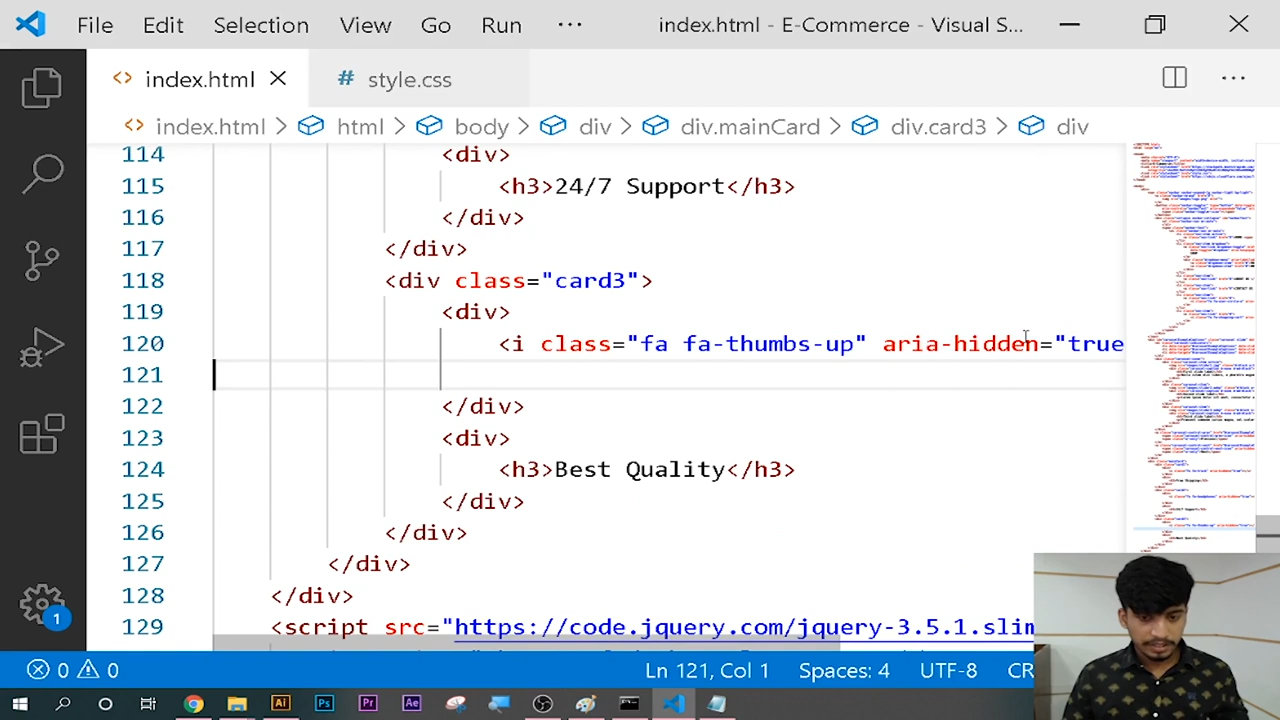 File Edit Selection View Go Run ··· index.html - E-Commerce - Visual S...
index.html # style.css ···
index.html > html > body > div > div.mainCard > div.card3 > div
114 <div>
115 <h3>24/7 Support</h3>
116 </div>
117 </div>
118 <div class="card3">
119 <div>
120 <i class="fa fa-thumbs-up" aria-hidden="true
121
122 </div>
123 <div>
124 <h3>Best Quality</h3>
125 </div>
126 </div>
127 </div>
128 </div>
129 <script src="https://code.jquery.com/jquery-3.5.1.slim
1
0 0 Ln 121, Col 1 Spaces: 4 UTF-8 CR
Ai Ps Pr Ae